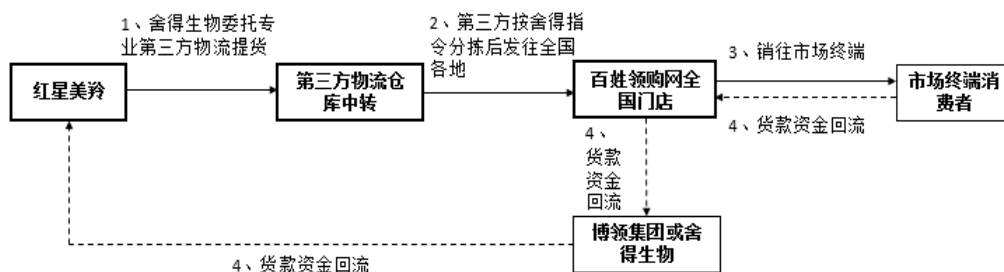 1、舍得生物委托专
业第三方物流提货
2、第三方按舍得指
令分拣后发往全国
各地
3、销往市场终端
红星美羚
第三方物流仓
库中转
百姓领购网全
国门店
市场终端消
费者
4、货款资金回流
4、
货款
资金
回流
博领集团或舍
得生物
4、货款资金回流